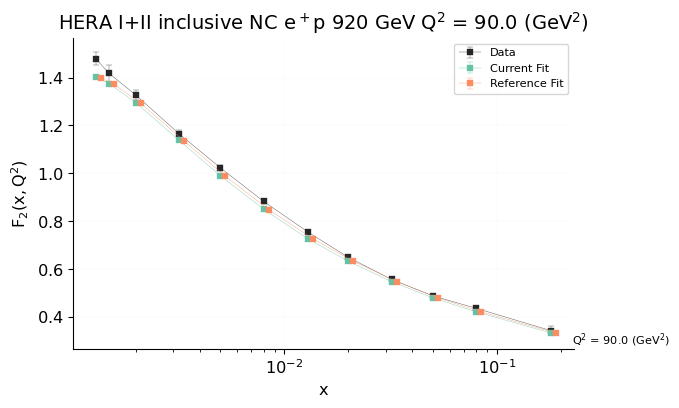 HERA I+II inclusive NC e⁺p 920 GeV Q² = 90.0 (GeV²)
Data
Current Fit
Reference Fit
F₂(x, Q²)
1.4
1.2
1.0
0.8
0.6
0.4
Q² = 90.0 (GeV²)
10⁻²
10⁻¹
x